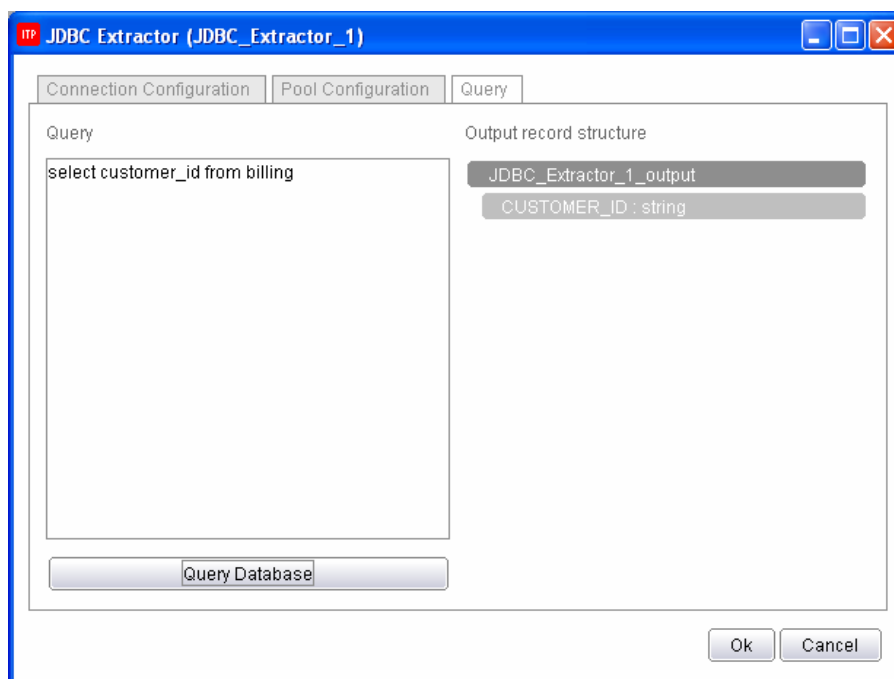 ITP JDBC Extractor (JDBC_Extractor_1)
Connection Configuration Pool Configuration Query
Query
select customer_id from billing
Query Database
Output record structure
JDBC_Extractor_1_output
CUSTOMER_ID : string
Ok Cancel